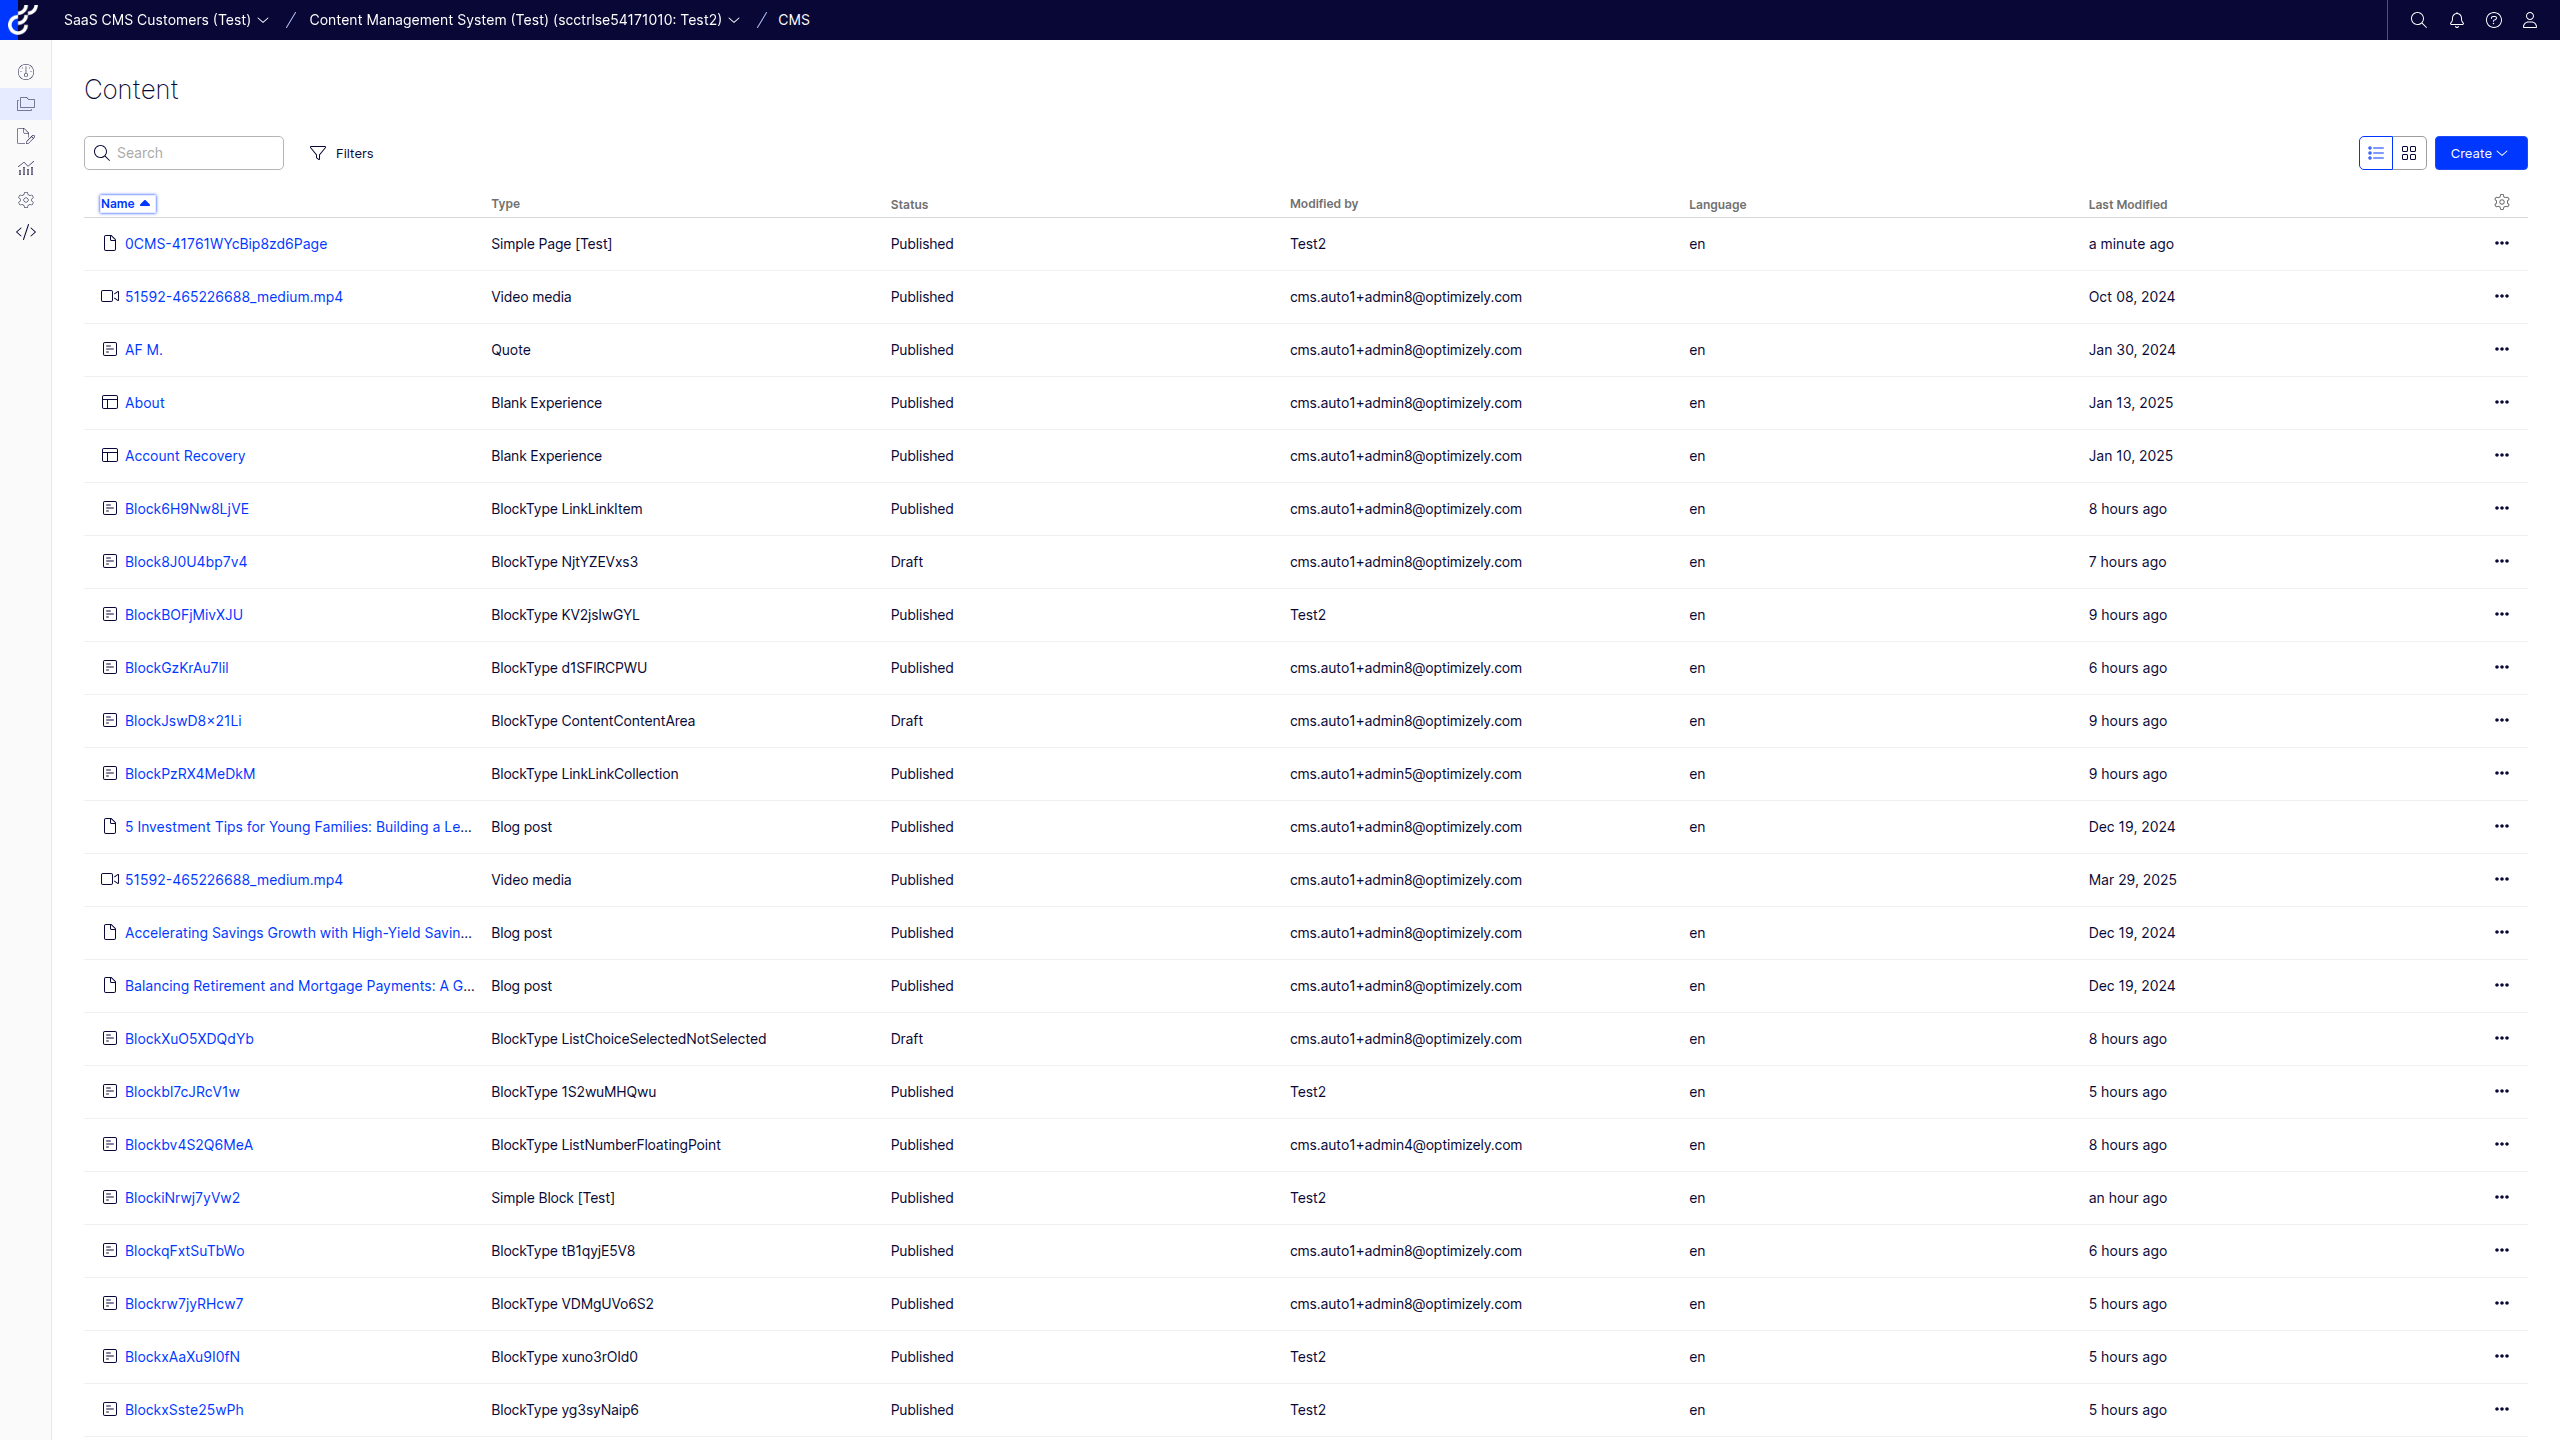 SaaS CMS Customers (Test) / Content Management System (Test) (scctrlse54171010: Test2) / CMS
Content
Search Filters Create
Name Type Status Modified by Language Last Modified
0CMS-41761WYcBip8zd6Page Simple Page [Test] Published Test2 en a minute ago
51592-465226688_medium.mp4 Video media Published cms.auto1+admin8@optimizely.com Oct 08, 2024
AF M. Quote Published cms.auto1+admin8@optimizely.com en Jan 30, 2024
About Blank Experience Published cms.auto1+admin8@optimizely.com en Jan 13, 2025
Account Recovery Blank Experience Published cms.auto1+admin8@optimizely.com en Jan 10, 2025
Block6H9Nw8LjVE BlockType LinkLinkItem Published cms.auto1+admin8@optimizely.com en 8 hours ago
Block8J0U4bp7v4 BlockType NjtYZEVxs3 Draft cms.auto1+admin8@optimizely.com en 7 hours ago
BlockBOFjMivXJU BlockType KV2jslwGYL Published Test2 en 9 hours ago
BlockGzKrAu7lil BlockType d1SFIRCPWU Published cms.auto1+admin8@optimizely.com en 6 hours ago
BlockJswD8×21Li BlockType ContentContentArea Draft cms.auto1+admin8@optimizely.com en 9 hours ago
BlockPzRX4MeDkM BlockType LinkLinkCollection Published cms.auto1+admin5@optimizely.com en 9 hours ago
5 Investment Tips for Young Families: Building a Le... Blog post Published cms.auto1+admin8@optimizely.com en Dec 19, 2024
51592-465226688_medium.mp4 Video media Published cms.auto1+admin8@optimizely.com Mar 29, 2025
Accelerating Savings Growth with High-Yield Savin... Blog post Published cms.auto1+admin8@optimizely.com en Dec 19, 2024
Balancing Retirement and Mortgage Payments: A G... Blog post Published cms.auto1+admin8@optimizely.com en Dec 19, 2024
BlockXuO5XDQdYb BlockType ListChoiceSelectedNotSelected Draft cms.auto1+admin8@optimizely.com en 8 hours ago
Blockbl7cJRcV1w BlockType 1S2wuMHQwu Published Test2 en 5 hours ago
Blockbv4S2Q6MeA BlockType ListNumberFloatingPoint Published cms.auto1+admin4@optimizely.com en 8 hours ago
BlockiNrwj7yVw2 Simple Block [Test] Published Test2 en an hour ago
BlockqFxtSuTbWo BlockType tB1qyjE5V8 Published cms.auto1+admin8@optimizely.com en 6 hours ago
Blockrw7jyRHcw7 BlockType VDMgUVo6S2 Published cms.auto1+admin8@optimizely.com en 5 hours ago
BlockxAaXu9I0fN BlockType xuno3rOld0 Published Test2 en 5 hours ago
BlockxSste25wPh BlockType yg3syNaip6 Published Test2 en 5 hours ago